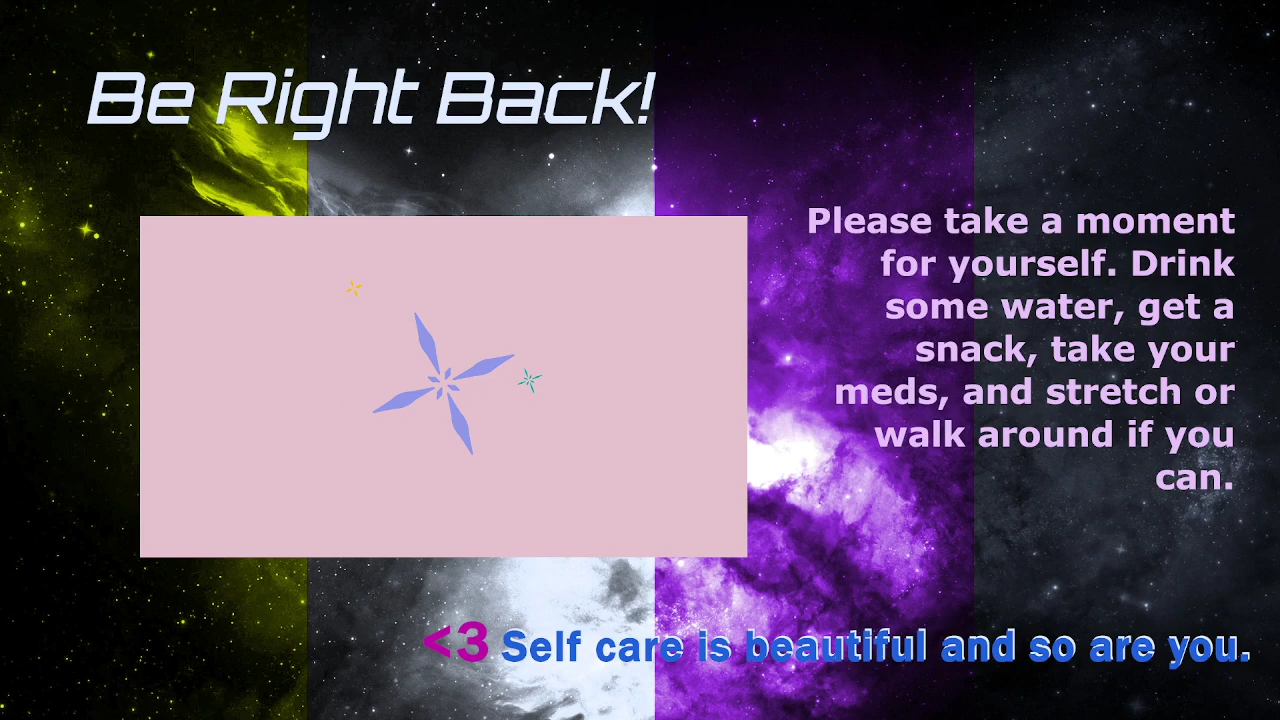 Be Right Back!
Please take a moment
for yourself. Drink
some water, get a
snack, take your
meds, and stretch or
walk around if you
can.
<3 Self care is beautiful and so are you.